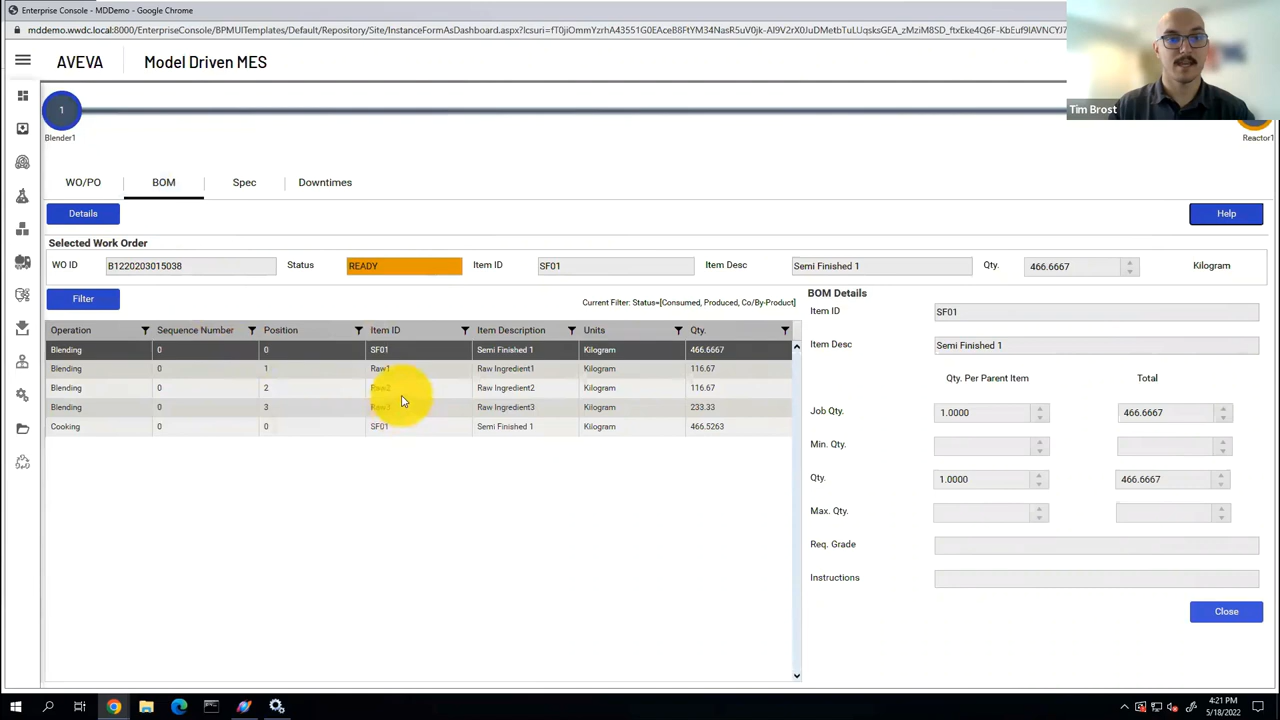 Enterprise Console - MDDemo - Google Chrome
mddemo.wwdc.local:8000/EnterpriseConsole/BPMUITemplates/Default/Repository/Site/InstanceFormAsDashboard.aspx?
AVEVA Model Driven MES
Tim Brost
1
Blender1 Reactor1
WO/PO BOM Spec Downtimes
Details Help
Selected Work Order
WO ID B1220203015038 Status READY Item ID SF01 Item Desc Semi Finished 1 Qty. 466.6667 Kilogram
Filter Current Filter: Status=[Consumed, Produced, Co/By-Product]
Operation Sequence Number Position Item ID Item Description Units Qty.
Blending 0 0 SF01 Semi Finished 1 Kilogram 466.6667
Blending 0 1 Raw1 Raw Ingredient1 Kilogram 116.67
Blending 0 2 Raw2 Raw Ingredient2 Kilogram 116.67
Blending 0 3 Raw3 Raw Ingredient3 Kilogram 233.33
Cooking 0 0 SF01 Semi Finished 1 Kilogram 466.5263
BOM Details
Item ID SF01
Item Desc Semi Finished 1
Qty. Per Parent Item Total
Job Qty. 1.0000 466.6667
Min. Qty.
Qty. 1.0000 466.6667
Max. Qty.
Req. Grade
Instructions
Close
4:21 PM
5/18/2022